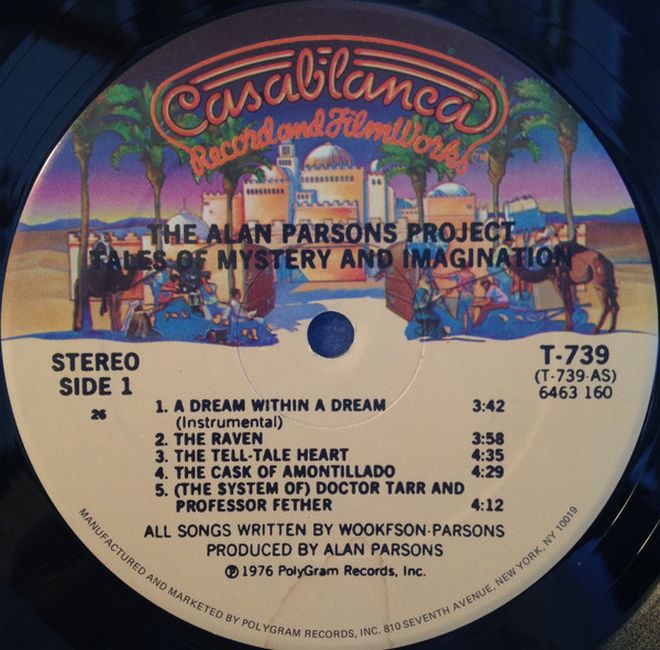 Casablanca
Record and FilmWorks™
THE ALAN PARSONS PROJECT
TALES OF MYSTERY AND IMAGINATION
STEREO
SIDE 1
26
T-739
(T-739-AS)
6463 160
1. A DREAM WITHIN A DREAM 3:42
(Instrumental)
2. THE RAVEN 3:58
3. THE TELL-TALE HEART 4:35
4. THE CASK OF AMONTILLADO 4:29
5. (THE SYSTEM OF) DOCTOR TARR AND
PROFESSOR FETHER 4:12
ALL SONGS WRITTEN BY WOOKFSON-PARSONS
PRODUCED BY ALAN PARSONS
℗ 1976 PolyGram Records, Inc.
MANUFACTURED AND MARKETED BY POLYGRAM RECORDS, INC. 810 SEVENTH AVENUE, NEW YORK, NY 10019